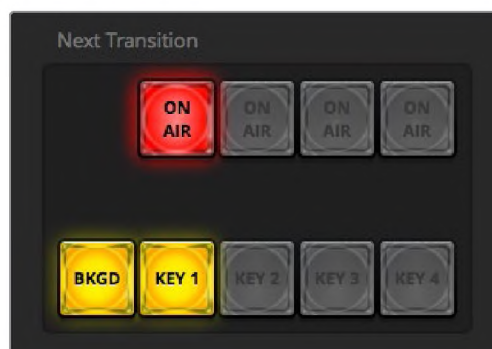 Next Transition
ON AIR ON AIR ON AIR ON AIR
BKGD KEY 1 KEY 2 KEY 3 KEY 4